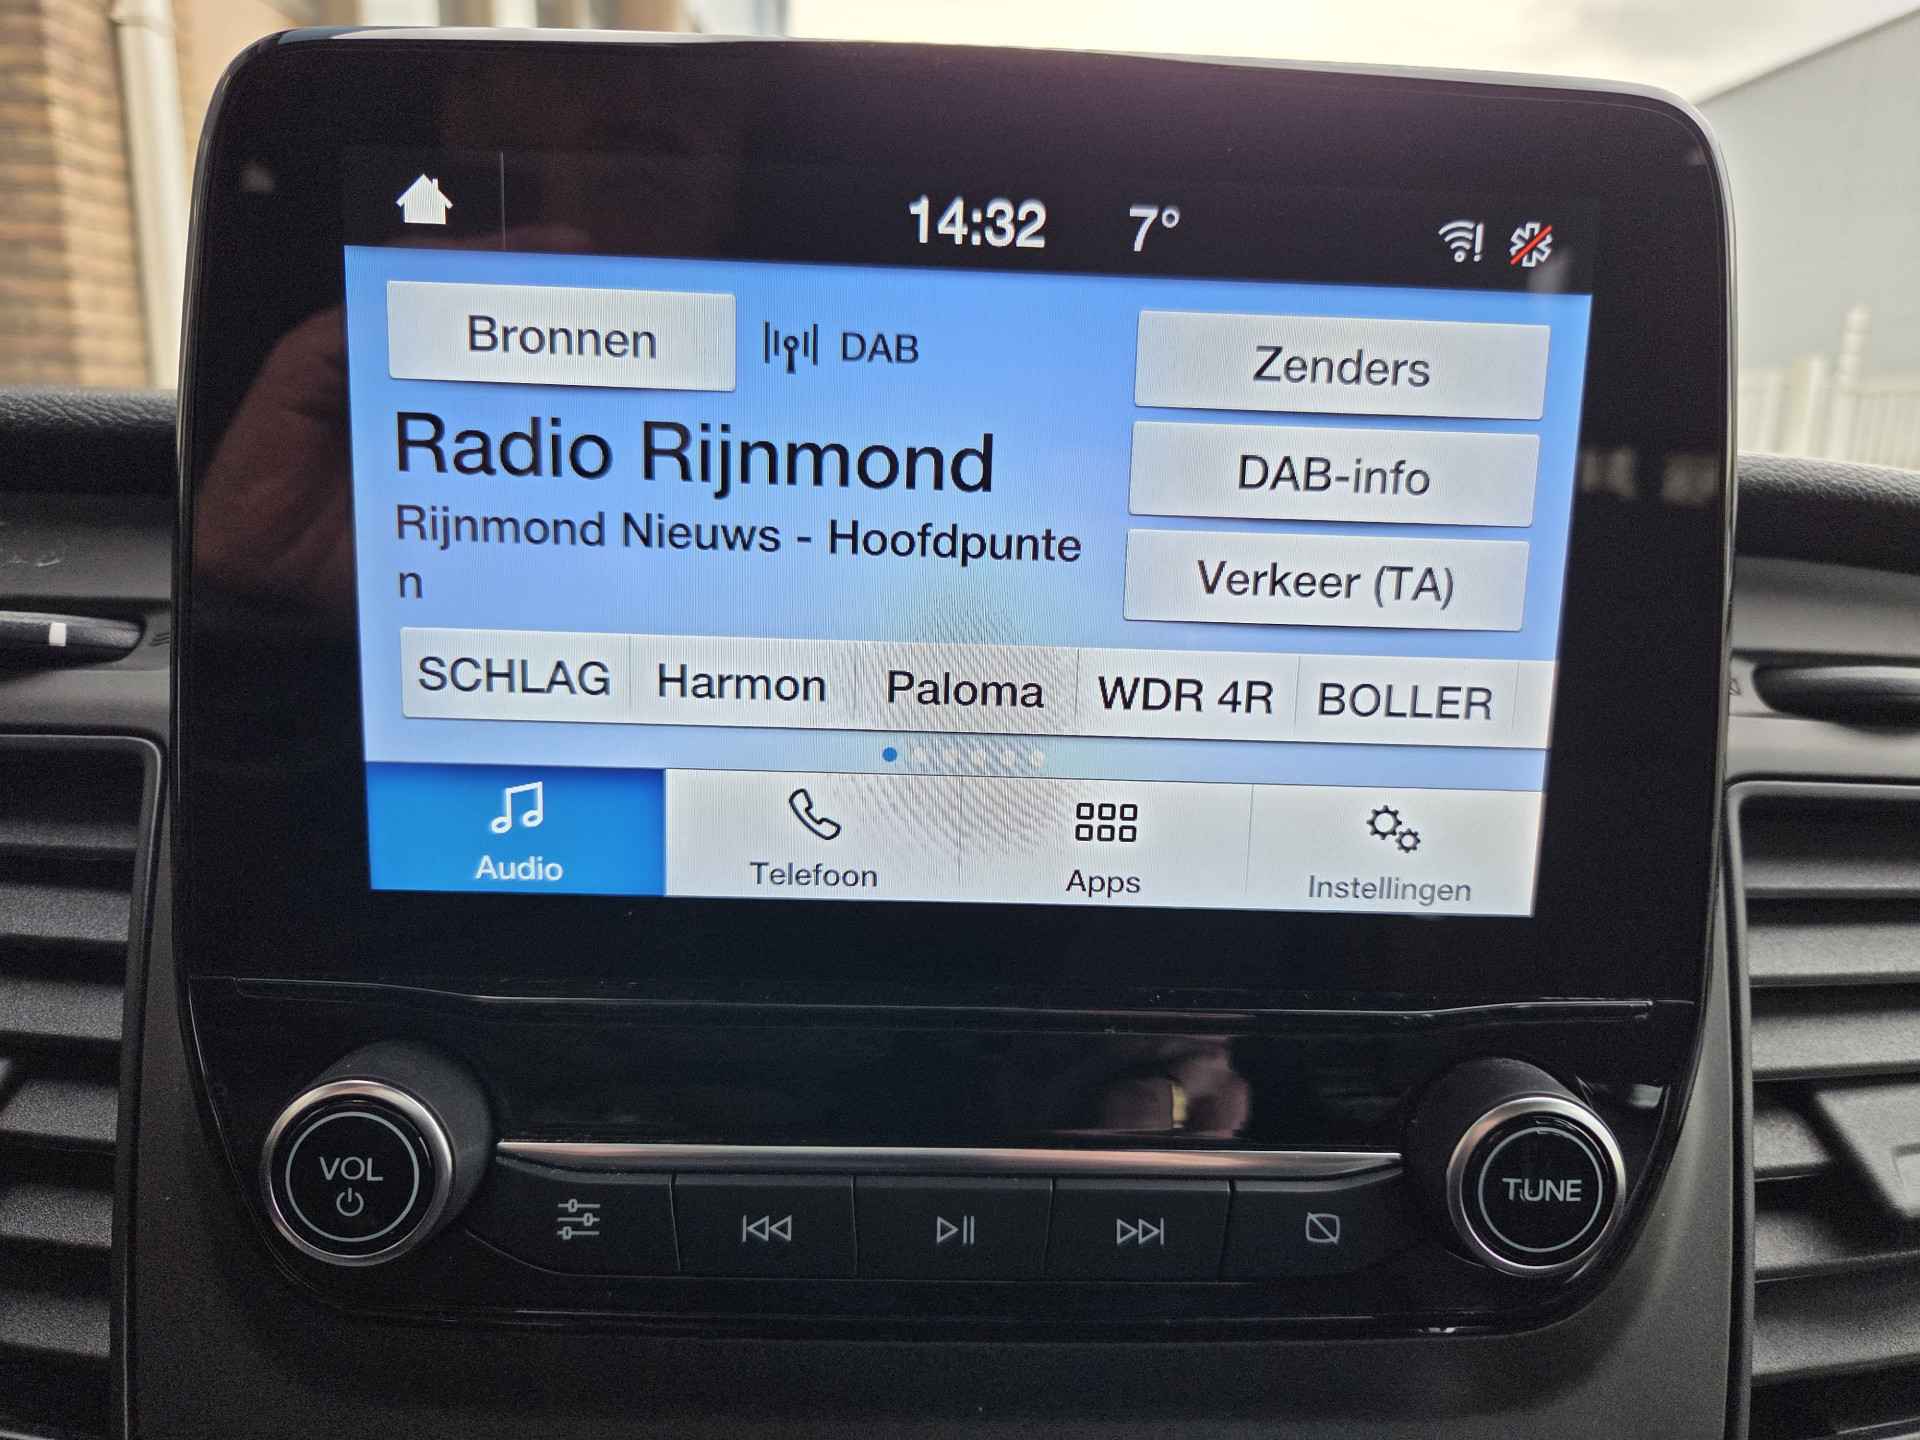 14:32 7°
Bronnen DAB Zenders
Radio Rijnmond
DAB-info
Rijnmond Nieuws - Hoofdpunte
n
Verkeer (TA)
SCHLAG Harmon Paloma WDR 4R BOLLER
Audio Telefoon Apps Instellingen
VOL
TUNE